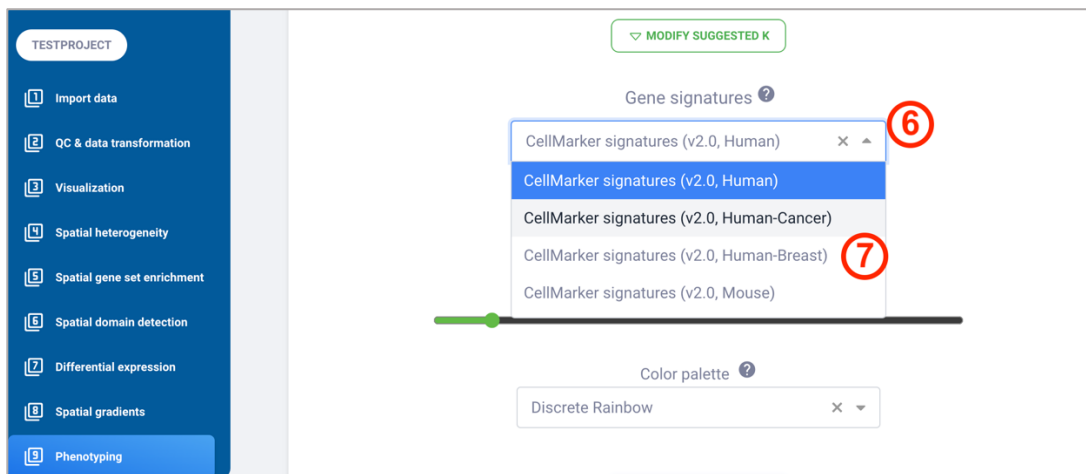 TESTPROJECT
1 Import data
2 QC & data transformation
3 Visualization
4 Spatial heterogeneity
5 Spatial gene set enrichment
6 Spatial domain detection
7 Differential expression
8 Spatial gradients
9 Phenotyping
MODIFY SUGGESTED K
Gene signatures ?
CellMarker signatures (v2.0, Human)
6
CellMarker signatures (v2.0, Human)
CellMarker signatures (v2.0, Human-Cancer)
CellMarker signatures (v2.0, Human-Breast)
7
CellMarker signatures (v2.0, Mouse)
Color palette ?
Discrete Rainbow